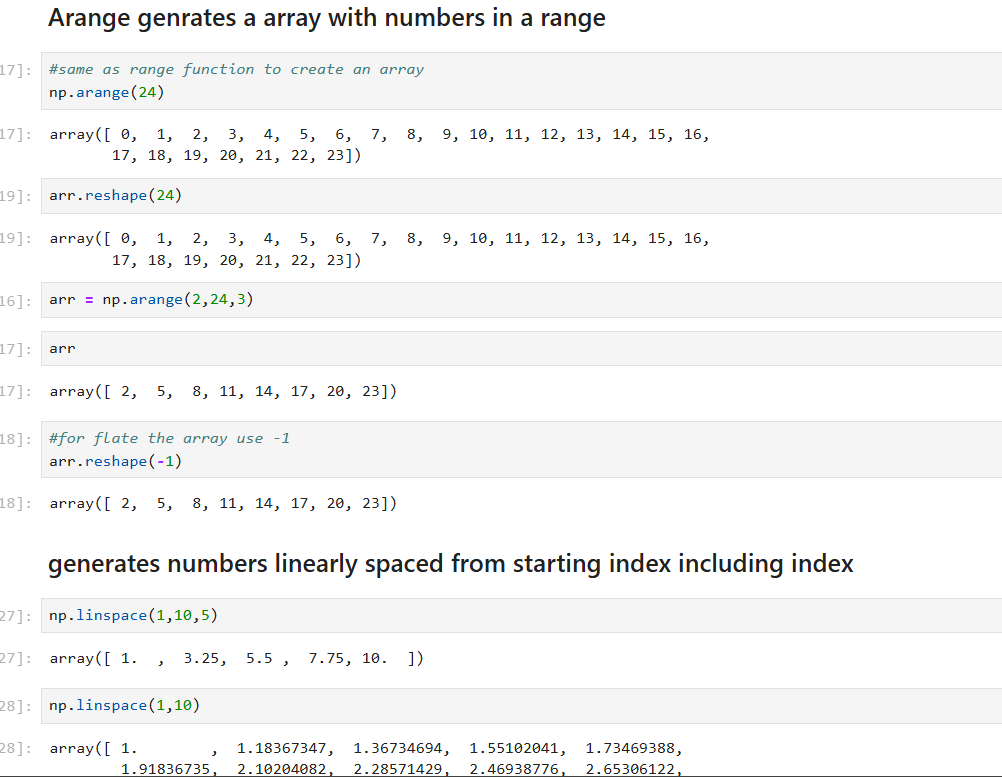 Arange genrates a array with numbers in a range
17]: #same as range function to create an array
np.arange(24)
17]: array([ 0,  1,  2,  3,  4,  5,  6,  7,  8,  9, 10, 11, 12, 13, 14, 15, 16,
17, 18, 19, 20, 21, 22, 23])
19]: arr.reshape(24)
19]: array([ 0,  1,  2,  3,  4,  5,  6,  7,  8,  9, 10, 11, 12, 13, 14, 15, 16,
17, 18, 19, 20, 21, 22, 23])
16]: arr = np.arange(2,24,3)
17]: arr
17]: array([ 2,  5,  8, 11, 14, 17, 20, 23])
18]: #for flate the array use -1
arr.reshape(-1)
18]: array([ 2,  5,  8, 11, 14, 17, 20, 23])
generates numbers linearly spaced from starting index including index
27]: np.linspace(1,10,5)
27]: array([ 1.  ,  3.25,  5.5 ,  7.75, 10.  ])
28]: np.linspace(1,10)
28]: array([ 1.        ,  1.18367347,  1.36734694,  1.55102041,  1.73469388,
1.91836735,  2.10204082,  2.28571429,  2.46938776,  2.65306122,